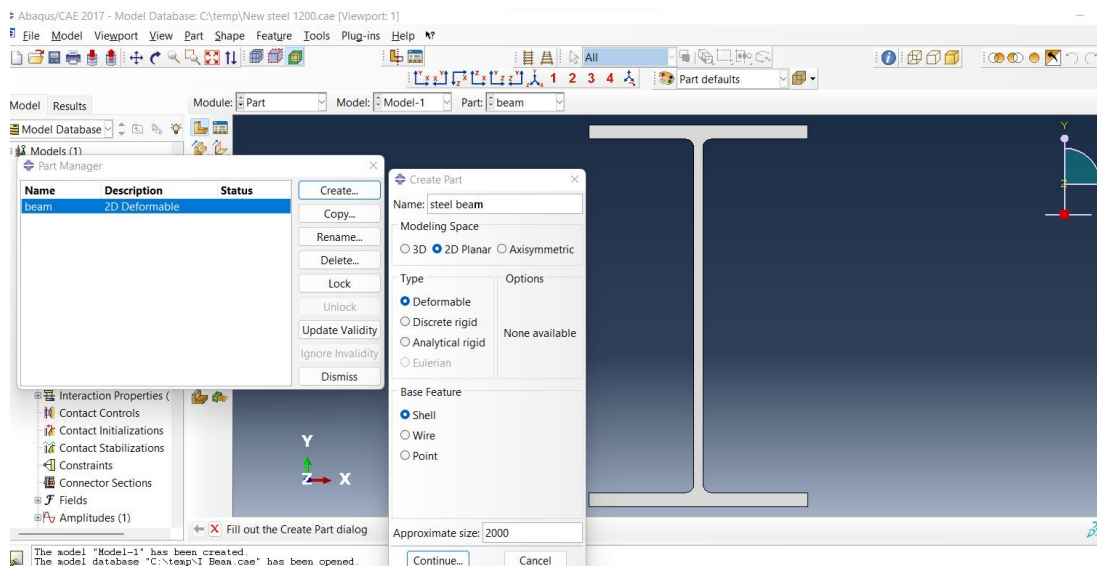 Abaqus/CAE 2017 - Model Database: C:\temp\New steel 1200.cae [Viewport: 1]
File Model Viewport View Part Shape Feature Tools Plug-ins Help
All
1 2 3 4 Part defaults
Model Results
Module: Part Model: Model-1 Part: beam
Model Database
Models (1)
Part Manager
Name Description Status
beam 2D Deformable
Create...
Copy...
Rename...
Delete...
Lock
Unlock
Update Validity
Ignore Invalidity
Dismiss
Create Part
Name: steel beam
Modeling Space
3D 2D Planar Axisymmetric
Type
Deformable
Discrete rigid
Analytical rigid
Eulerian
Options
None available
Base Feature
Shell
Wire
Point
Approximate size: 2000
Continue... Cancel
Interaction Properties (
Contact Controls
Contact Initializations
Contact Stabilizations
Constraints
Connector Sections
Fields
Amplitudes (1)
Y
Z X
Y
Z
Fill out the Create Part dialog
The model "Model-1" has been created.
The model database "C:\temp\I Beam.cae" has been opened.